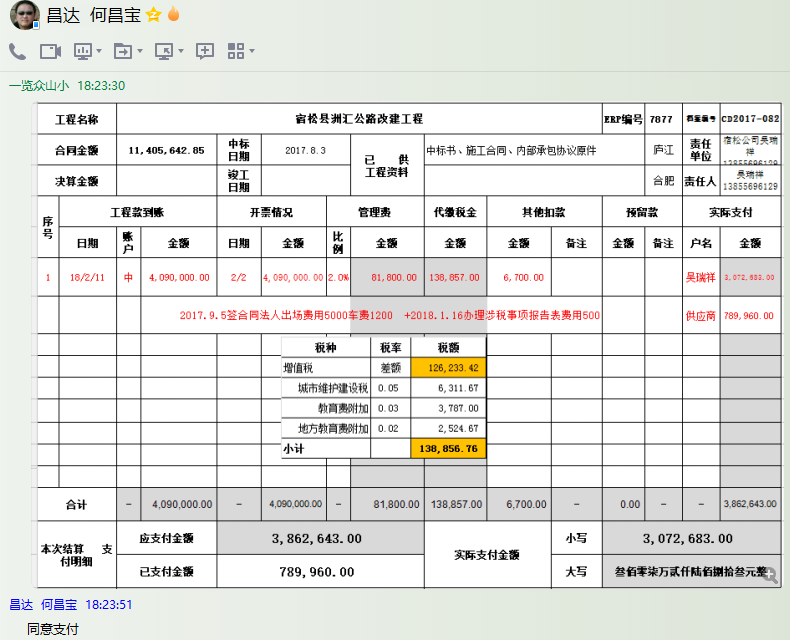 昌达 何昌宝
一览众山小 18:23:30
工程名称 宿松县洲汇公路改建工程 ERP编号 7877 档案编号 CD2017-082
合同金额 11,405,642.85 中标日期 2017.8.3 已供工程资料 中标书、施工合同、内部承包协议原件 庐江 责任单位 宿松公司吴瑞祥 13855696129
决算金额 竣工日期 合肥 责任人 吴瑞祥 13855696129
序号 工程款到账 开票情况 管理费 代缴税金 其他扣款 预留款 实际支付
日期 账户 金额 日期 金额 比例 金额 金额 金额 备注 金额 备注 户名 金额
1 18/2/11 中 4,090,000.00 2/2 4,090,000.00 2.0% 81,800.00 138,857.00 6,700.00 吴瑞祥 3,072,683.00
2017.9.5签合同法人出场费用5000车费1200 +2018.1.16办理涉税事项报告表费用500 供应商 789,960.00
税种 税率 税额
增值税 差额 126,233.42
城市维护建设税 0.05 6,311.67
教育费附加 0.03 3,787.00
地方教育费附加 0.02 2,524.67
小计 138,856.76
合计 - 4,090,000.00 - 4,090,000.00 - 81,800.00 138,857.00 6,700.00 - 0.00 - - 3,862,643.00
本次结算支付明细 应支付金额 3,862,643.00 实际支付金额 小写 3,072,683.00
已支付金额 789,960.00 大写 叁佰零柒万贰仟陆佰捌拾叁元整
昌达 何昌宝 18:23:51
同意支付